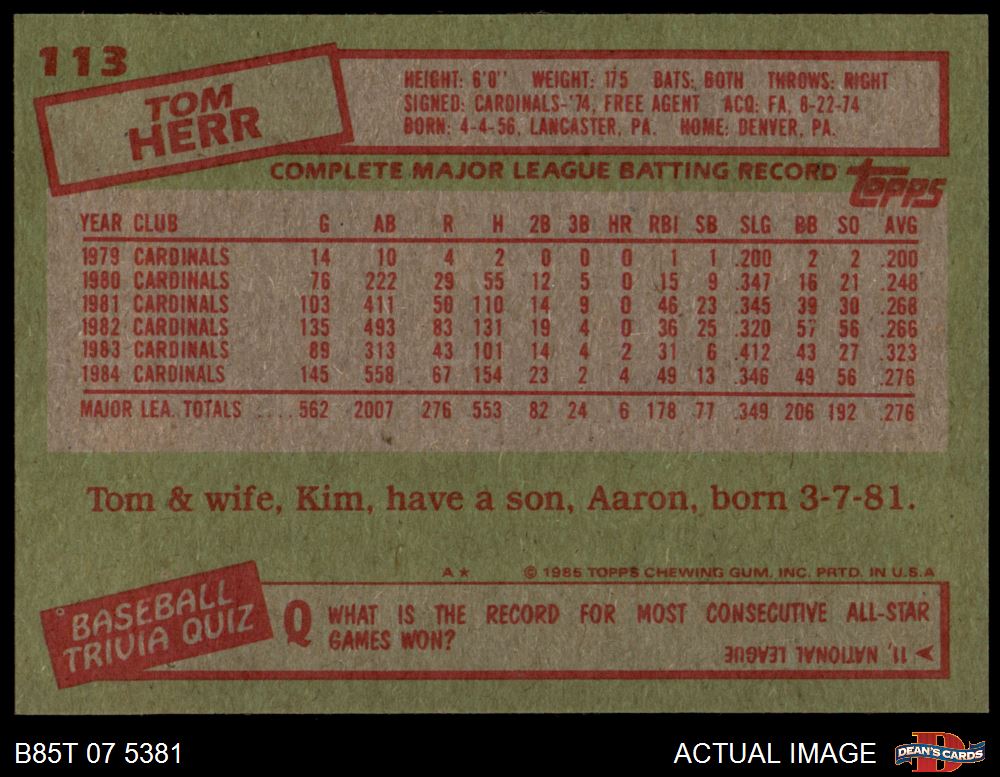 113
TOM
HERR
HEIGHT: 6'0" WEIGHT: 175 BATS: BOTH THROWS: RIGHT
SIGNED: CARDINALS-'74, FREE AGENT ACQ: FA, 8-22-74
BORN: 4-4-56, LANCASTER, PA. HOME: DENVER, PA.
COMPLETE MAJOR LEAGUE BATTING RECORD topps
YEAR CLUB G AB R H 2B 3B HR RBI SB SLG BB SO AVG
1979 CARDINALS 14 10 4 2 0 0 0 1 1 .200 2 2 .200
1980 CARDINALS 76 222 29 55 12 5 0 15 9 .347 16 21 .248
1981 CARDINALS 103 411 50 110 14 9 0 46 23 .345 39 30 .268
1982 CARDINALS 135 493 83 131 19 4 0 36 25 .320 57 56 .266
1983 CARDINALS 89 313 43 101 14 4 2 31 6 .412 43 27 .323
1984 CARDINALS 145 558 67 154 23 2 4 49 13 .346 49 56 .276
MAJOR LEA. TOTALS .... 562 2007 276 553 82 24 6 178 77 .349 206 192 .276
Tom & wife, Kim, have a son, Aaron, born 3-7-81.
A★ © 1985 TOPPS CHEWING GUM, INC. PRTD. IN U.S.A
BASEBALL
TRIVIA QUIZ
Q WHAT IS THE RECORD FOR MOST CONSECUTIVE ALL-STAR
GAMES WON?
➤ 11, NATIONAL LEAGUE
B85T 07 5381
ACTUAL IMAGE
D
DEAN'S CARDS